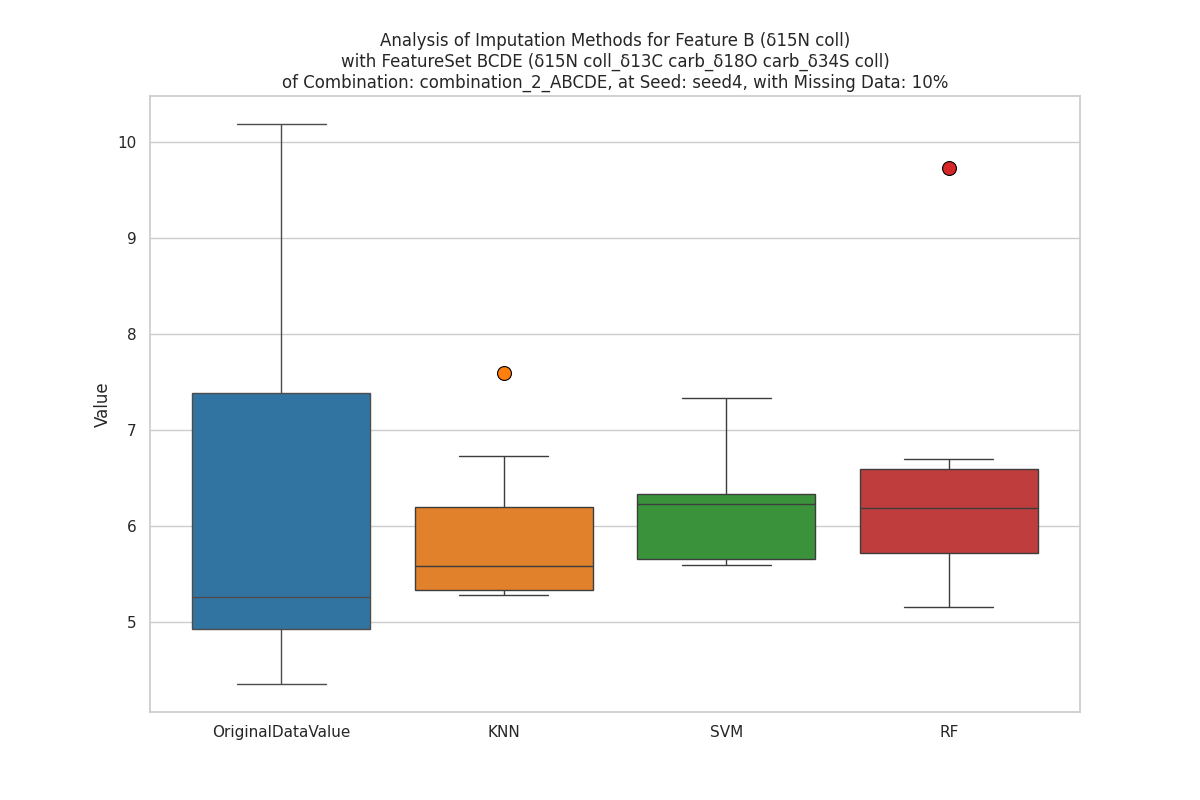 Analysis of Imputation Methods for Feature B (δ15N coll)
with FeatureSet BCDE (δ15N coll_δ13C carb_δ18O carb_δ34S coll)
of Combination: combination_2_ABCDE, at Seed: seed4, with Missing Data: 10%
10
9
8
7
6
5
Value
OriginalDataValue
KNN
SVM
RF